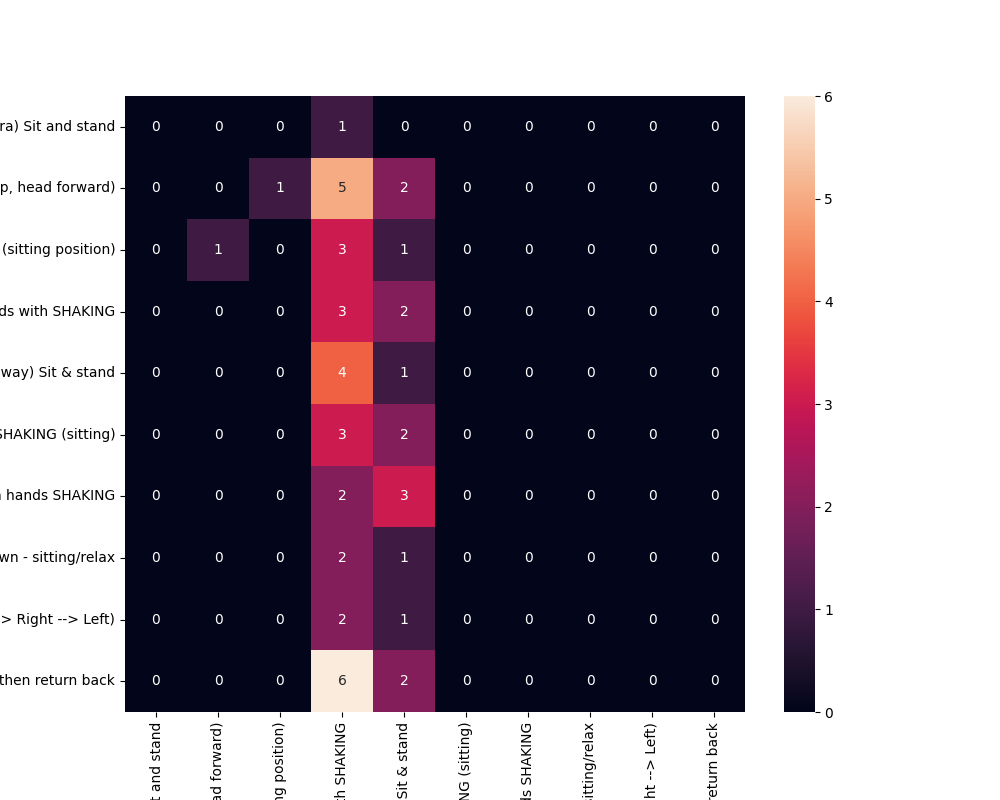 ra) Sit and stand 0 0 0 1 0 0 0 0 0 0
p, head forward) 0 0 1 5 2 0 0 0 0 0
(sitting position) 0 1 0 3 1 0 0 0 0 0
ds with SHAKING 0 0 0 3 2 0 0 0 0 0
way) Sit & stand 0 0 0 4 1 0 0 0 0 0
SHAKING (sitting) 0 0 0 3 2 0 0 0 0 0
hands SHAKING 0 0 0 2 3 0 0 0 0 0
wn - sitting/relax 0 0 0 2 1 0 0 0 0 0
> Right --> Left) 0 0 0 2 1 0 0 0 0 0
then return back 0 0 0 6 2 0 0 0 0 0
t and stand
ad forward)
ng position)
th SHAKING
Sit & stand
NG (sitting)
ds SHAKING
sitting/relax
ht --> Left)
return back
6
5
4
3
2
1
0